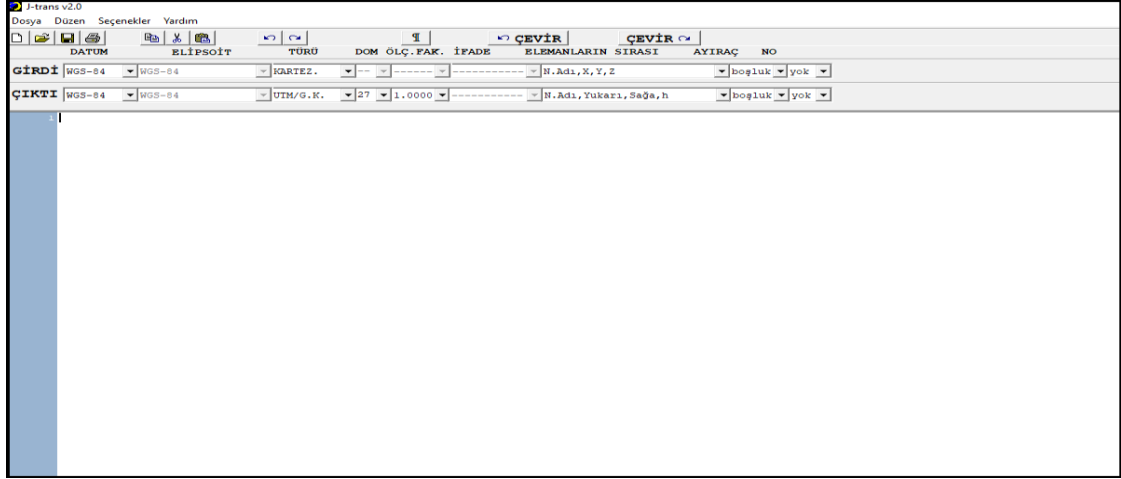 J-trans v2.0
Dosya Düzen Seçenekler Yardım
¶ ÇEVİR ÇEVİR
DATUM ELİPSOİT TÜRÜ DOM ÖLÇ.FAK. İFADE ELEMANLARIN SIRASI AYIRAÇ NO
GİRDİ WGS-84 WGS-84 KARTEZ. -- ------ ----------- N.Adı,X,Y,Z boşluk yok
ÇIKTI WGS-84 WGS-84 UTM/G.K. 27 1.0000 ----------- N.Adı,Yukarı,Sağa,h boşluk yok
1